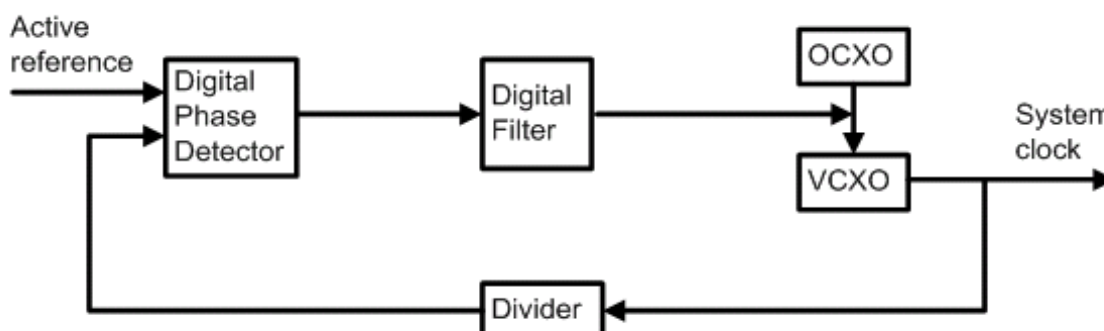 Active
reference
Digital
Phase
Detector
Digital
Filter
OCXO
VCXO
System
clock
Divider